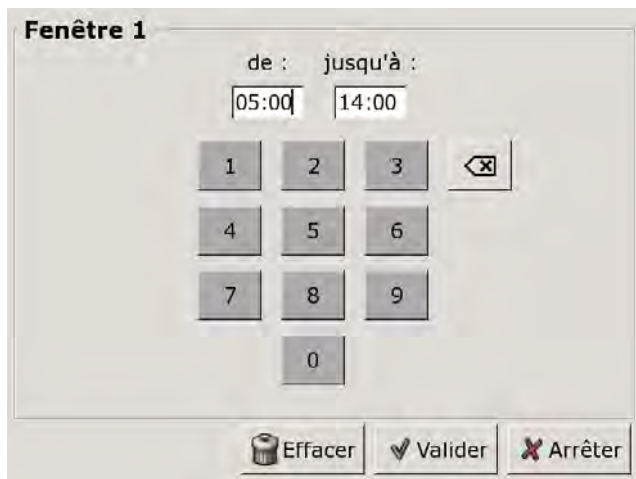 Fenêtre 1
de : jusqu'à :
05:00 14:00
1 2 3
4 5 6
7 8 9
0
Effacer Valider Arrêter